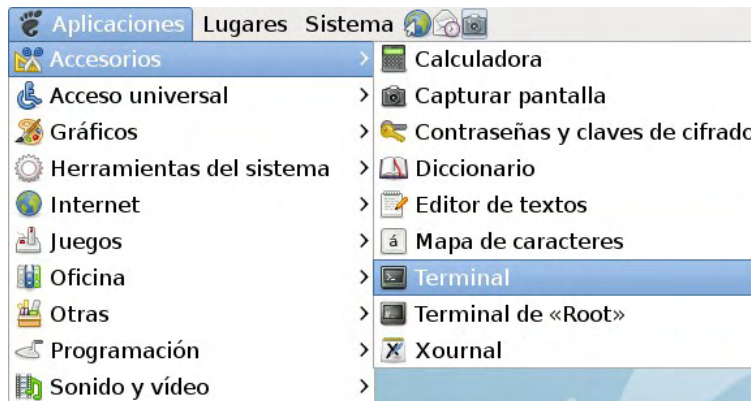 Aplicaciones Lugares Sistema
Accesorios
Acceso universal
Gráficos
Herramientas del sistema
Internet
Juegos
Oficina
Otras
Programación
Sonido y vídeo
Calculadora
Capturar pantalla
Contraseñas y claves de cifrado
Diccionario
Editor de textos
á Mapa de caracteres
Terminal
Terminal de «Root»
Xournal